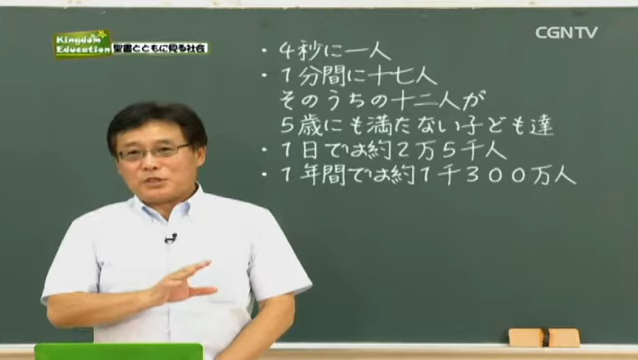 Kingdom
Education
聖書とともに見る社会
CGNTV
・4秒に一人
・1分間に十七人
そのうちの十二人が
5歳にも満たない子ども達
・1日では約2万5千人
・1年間では約1千300万人